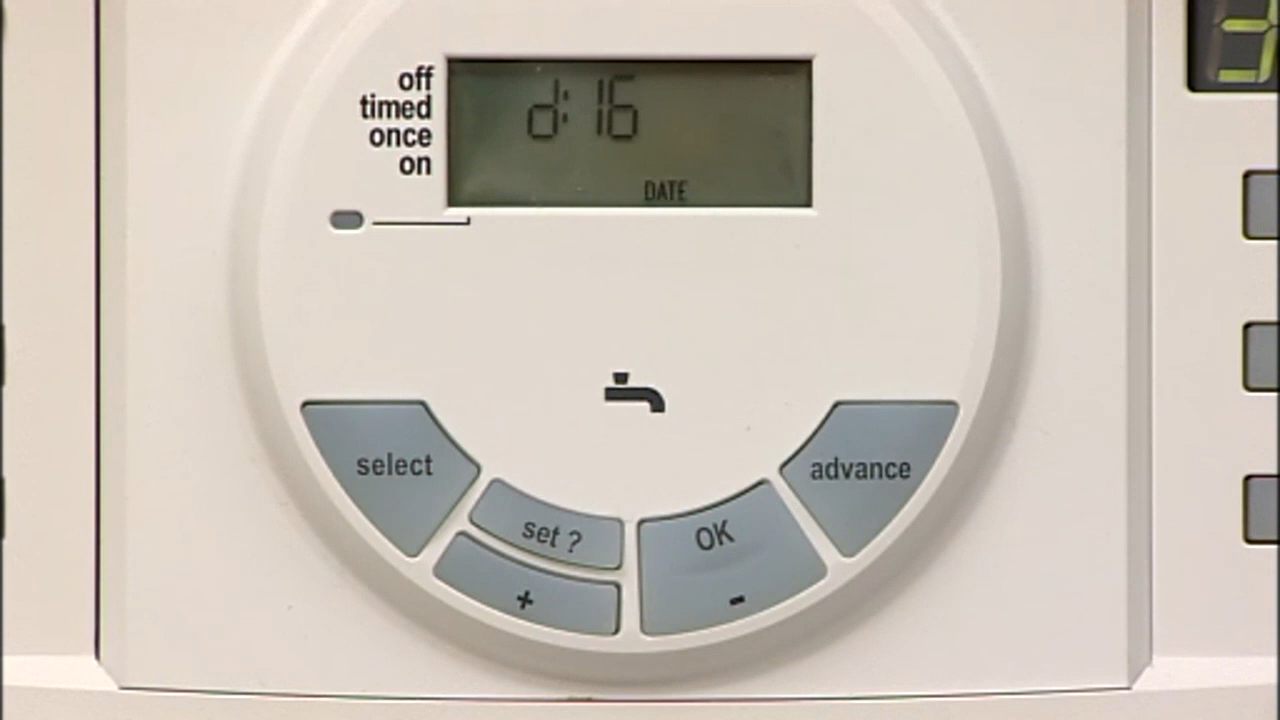 off
timed
once
on
d:16
DATE
select
advance
set ?
OK
+
-